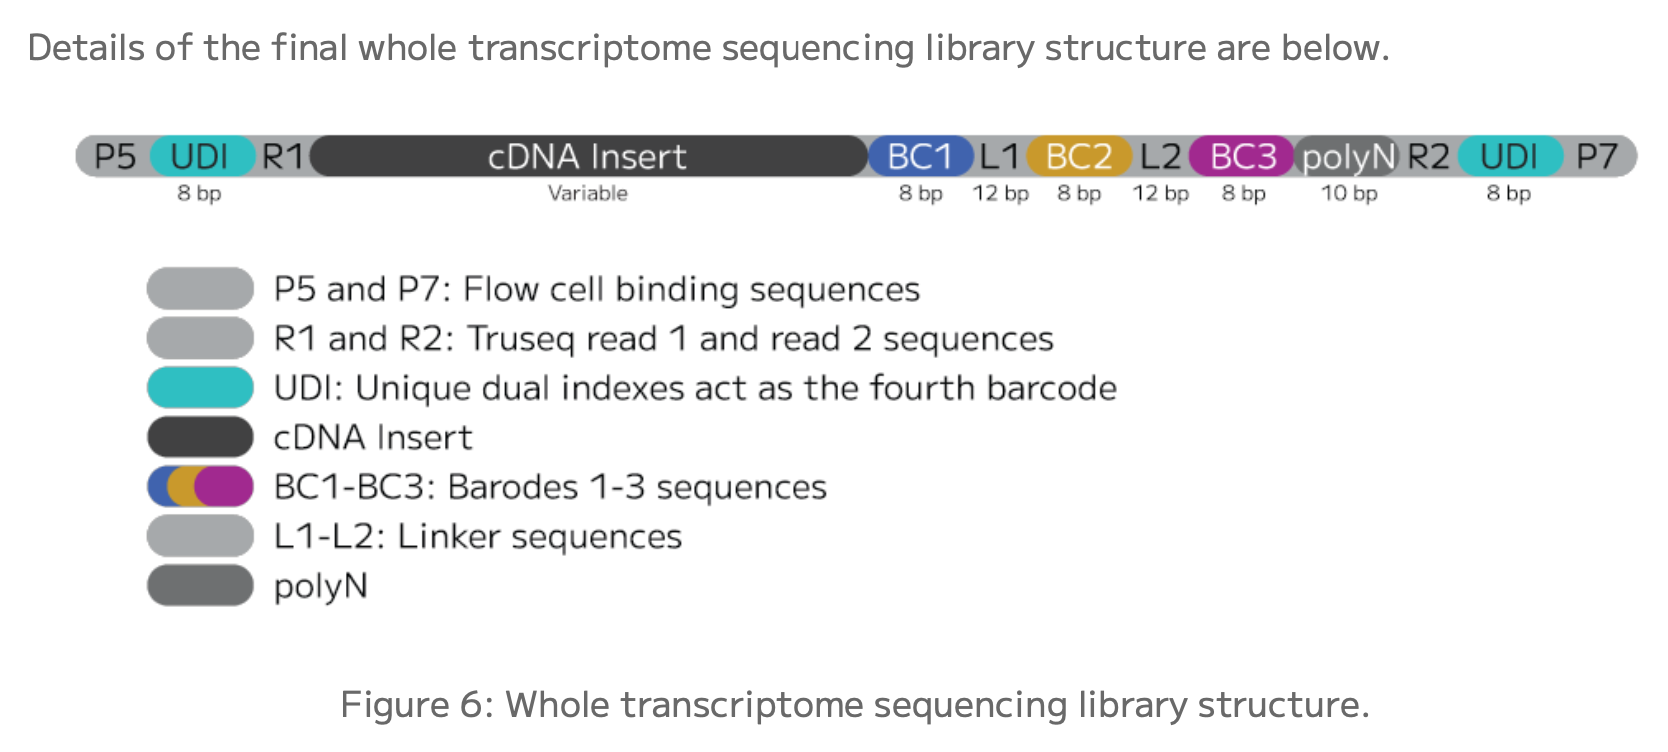 Details of the final whole transcriptome sequencing library structure are below.
P5 UDI R1 cDNA Insert BC1 L1 BC2 L2 BC3 polyN R2 UDI P7
8 bp Variable 8 bp 12 bp 8 bp 12 bp 8 bp 10 bp 8 bp
P5 and P7: Flow cell binding sequences
R1 and R2: Truseq read 1 and read 2 sequences
UDI: Unique dual indexes act as the fourth barcode
cDNA Insert
BC1-BC3: Barodes 1-3 sequences
L1-L2: Linker sequences
polyN
Figure 6: Whole transcriptome sequencing library structure.